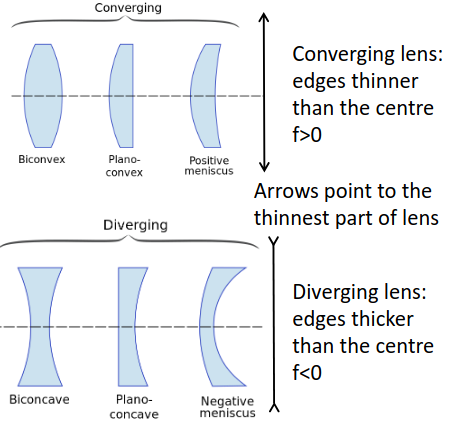 Converging
Biconvex
Plano-
convex
Positive
meniscus
Converging lens:
edges thinner
than the centre
f>0
Arrows point to the
thinnest part of lens
Diverging
Biconcave
Plano-
concave
Negative
meniscus
Diverging lens:
edges thicker
than the centre
f<0